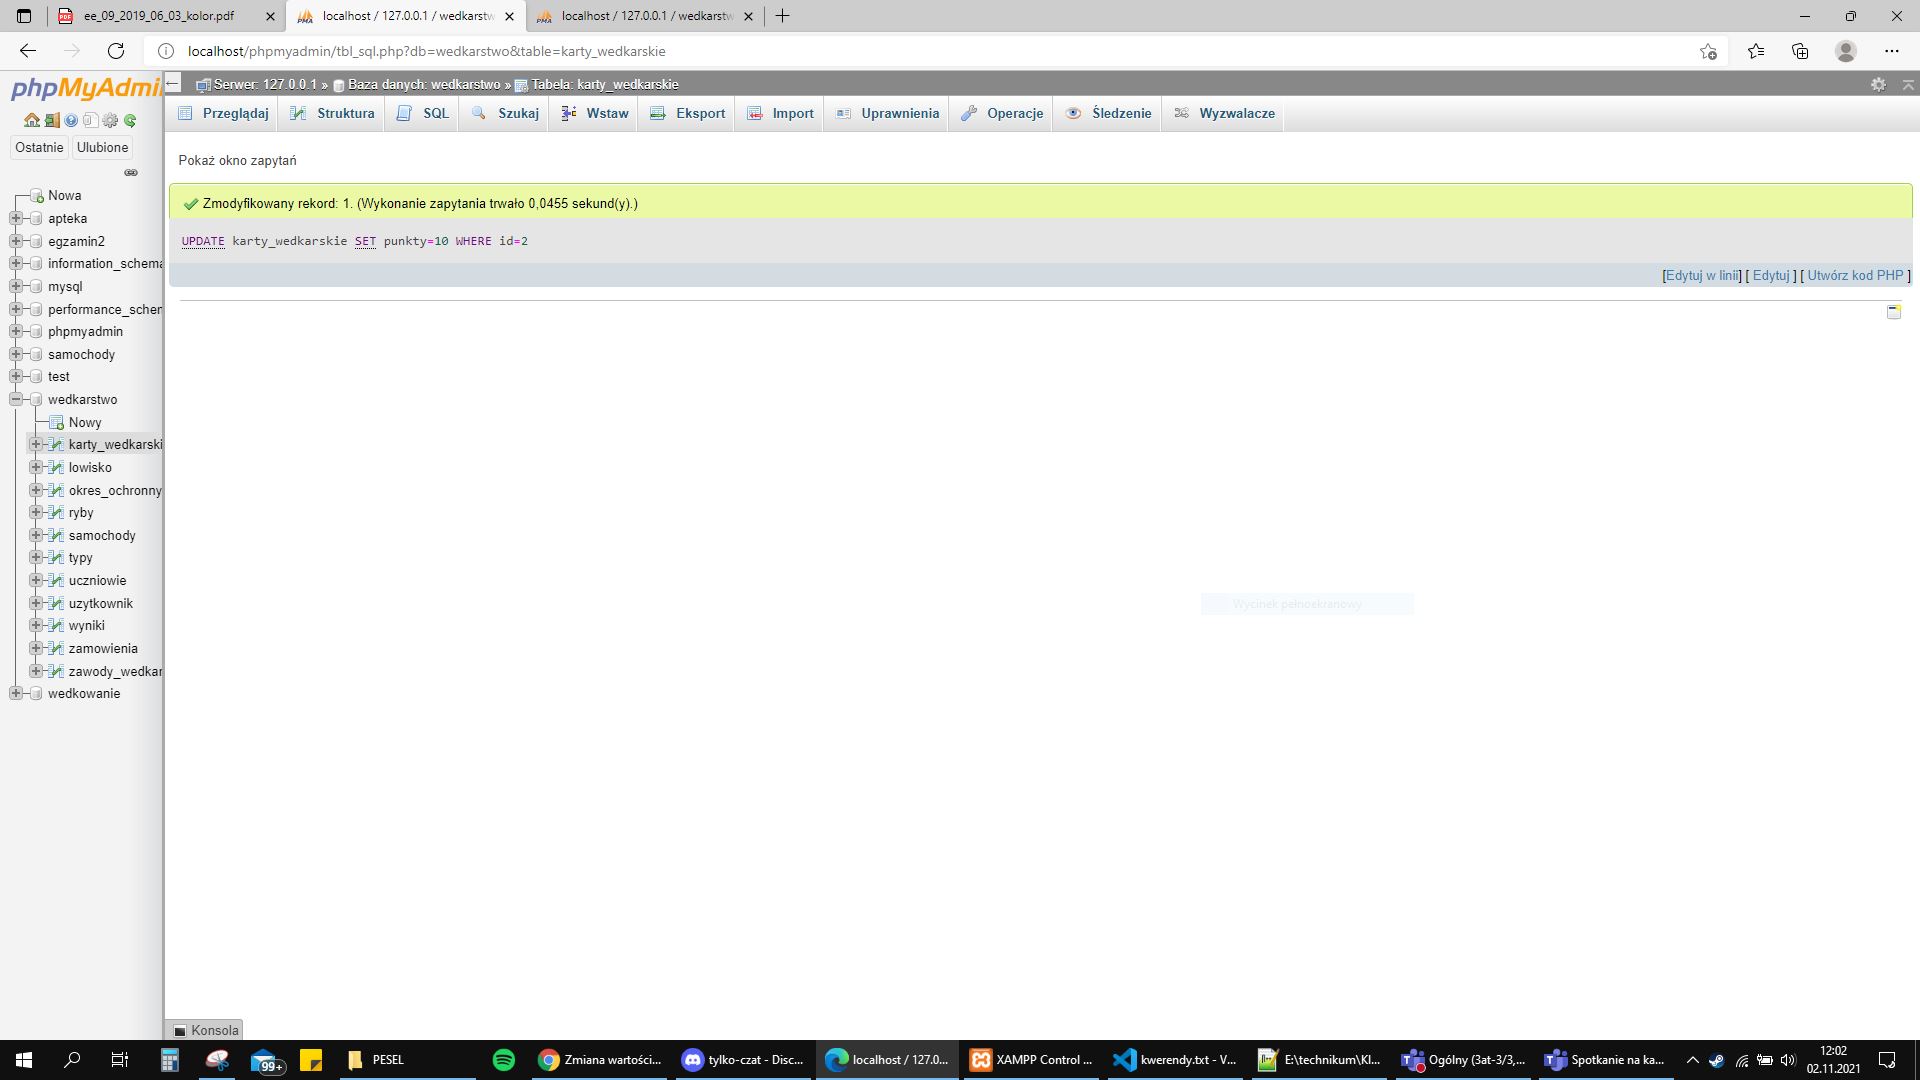 ee_09_2019_06_03_kolor.pdf
localhost / 127.0.0.1 / wedkarstw
localhost / 127.0.0.1 / wedkarstw
localhost/phpmyadmin/tbl_sql.php?db=wedkarstwo&table=karty_wedkarskie
phpMyAdmi
Ostatnie
Ulubione
Nowa
apteka
egzamin2
information_schema
mysql
performance_schem
phpmyadmin
samochody
test
wedkarstwo
Nowy
karty_wedkarski
lowisko
okres_ochronny
ryby
samochody
typy
uczniowie
uzytkownik
wyniki
zamowienia
zawody_wedkar
wedkowanie
Serwer: 127.0.0.1 » Baza danych: wedkarstwo » Tabela: karty_wedkarskie
Przeglądaj
Struktura
SQL
Szukaj
Wstaw
Eksport
Import
Uprawnienia
Operacje
Śledzenie
Wyzwalacze
Pokaż okno zapytań
Zmodyfikowany rekord: 1. (Wykonanie zapytania trwało 0,0455 sekund(y).)
UPDATE karty_wedkarskie SET punkty=10 WHERE id=2
[Edytuj w linii] [ Edytuj ] [ Utwórz kod PHP ]
Wycinek pełnoekranowy
Konsola
99+
PESEL
Zmiana wartości...
tylko-czat - Disc...
localhost / 127.0...
XAMPP Control ...
kwerendy.txt - V...
E:\technikum\Kl...
Ogólny (3at-3/3,...
Spotkanie na ka...
12:02
02.11.2021